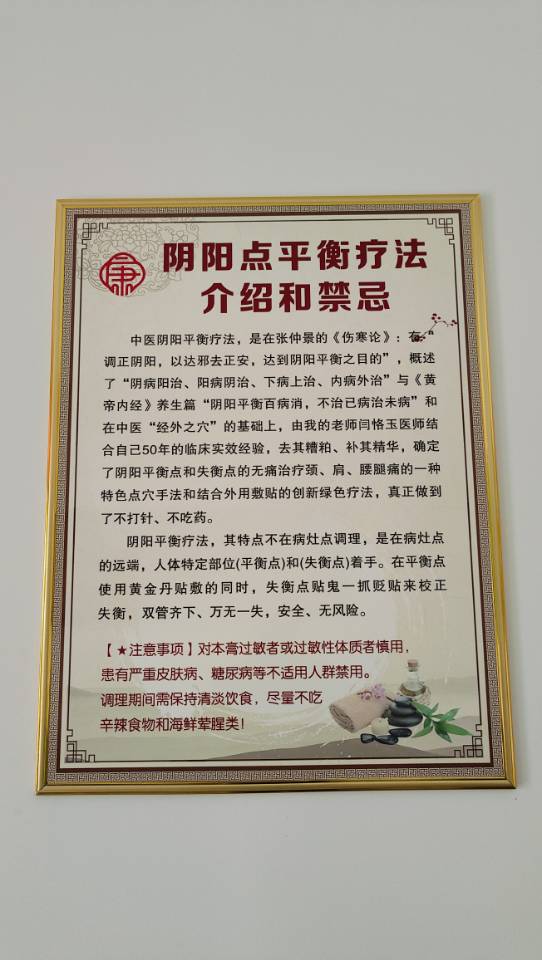 康
阴阳点平衡疗法
介绍和禁忌
中医阴阳平衡疗法，是在张仲景的《伤寒论》：有“
调正阴阳，以达邪去正安，达到阴阳平衡之目的”，概述
了“阴病阳治、阳病阴治、下病上治、内病外治”与《黄
帝内经》养生篇“阴阳平衡百病消，不治已病治未病”和
在中医“经外之穴”的基础上，由我的老师闫恪玉医师结
合自己50年的临床实效经验，去其糟粕、补其精华，确定
了阴阳平衡点和失衡点的无痛治疗颈、肩、腰腿痛的一种
特色点穴手法和结合外用敷贴的创新绿色疗法，真正做到
了不打针、不吃药。
阴阳平衡疗法，其特点不在病灶点调理，是在病灶点
的远端，人体特定部位(平衡点)和(失衡点)着手。在平衡点
使用黄金丹贴敷的同时，失衡点贴鬼一抓贬贴来校正
失衡，双管齐下、万无一失，安全、无风险。
【★注意事项】对本膏过敏者或过敏性体质者慎用，
患有严重皮肤病、糖尿病等不适用人群禁用。
调理期间需保持清淡饮食，尽量不吃
辛辣食物和海鲜荤腥类！